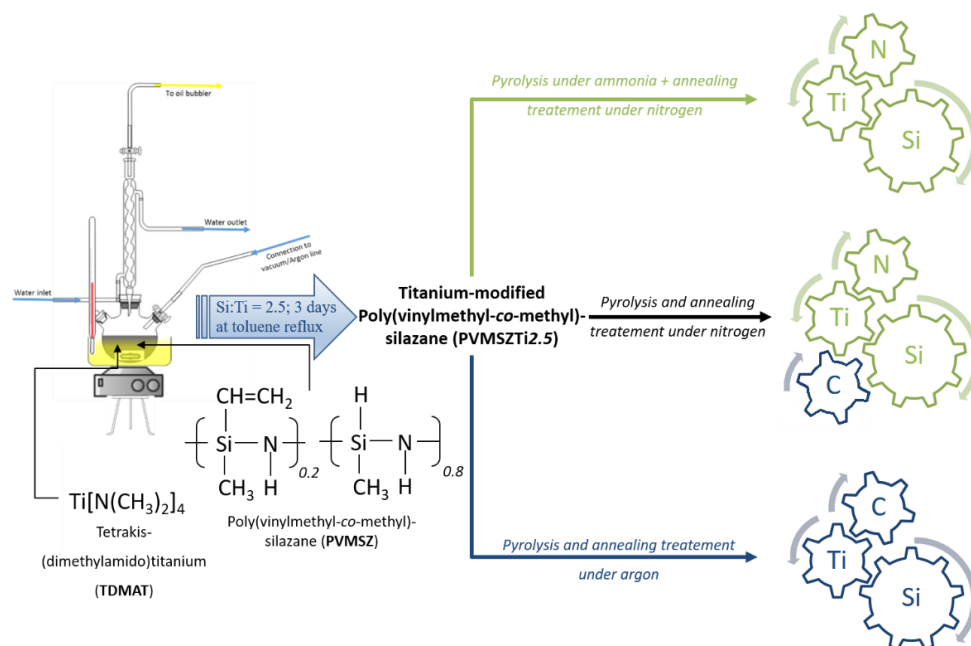 To oil bubbler
Water outlet
Connection to
vacuum/Argon line
Water inlet
Si:Ti = 2.5; 3 days
at toluene reflux
Titanium-modified
Poly(vinylmethyl-co-methyl)-
silazane (PVMSZTi2.5)
Pyrolysis under ammonia + annealing
treatement under nitrogen
N
Ti
Si
Pyrolysis and annealing
treatement under nitrogen
N
Ti
Si
C
Pyrolysis and annealing treatement
under argon
C
Ti
Si
CH=CH₂
Si N
CH₃ H
0.2
H
Si N
CH₃ H
0.8
Poly(vinylmethyl-co-methyl)-
silazane (PVMSZ)
Ti[N(CH₃)₂]₄
Tetrakis-
(dimethylamido)titanium
(TDMAT)